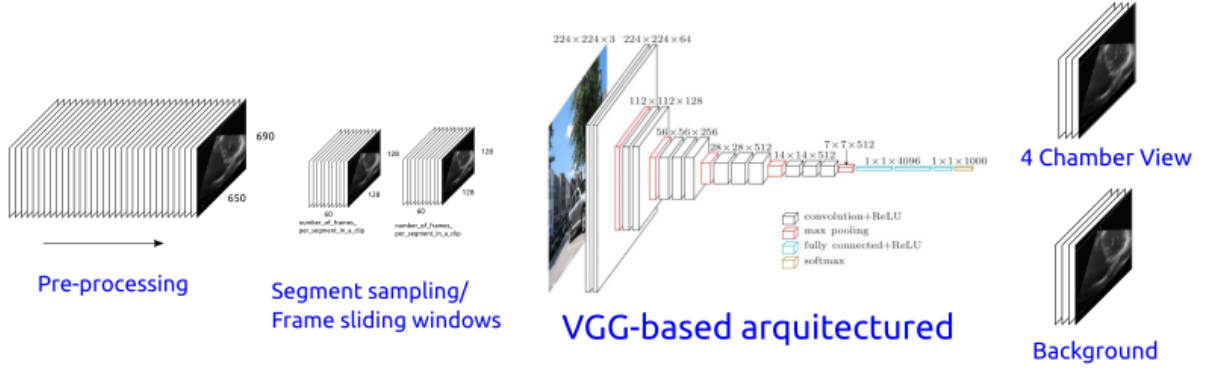 690
650
Pre-processing
128
128
60
number_of_frames_
per_segment_in_a_clip
128
128
60
number_of_frames_
per_segment_in_a_clip
Segment sampling/
Frame sliding windows
224×224×3 224×224×64
112×112×128
56×56×256
28×28×512
14×14×512
7×7×512
1×1×4096 1×1×1000
convolution+ReLU
max pooling
fully connected+ReLU
softmax
VGG-based arquitectured
4 Chamber View
Background